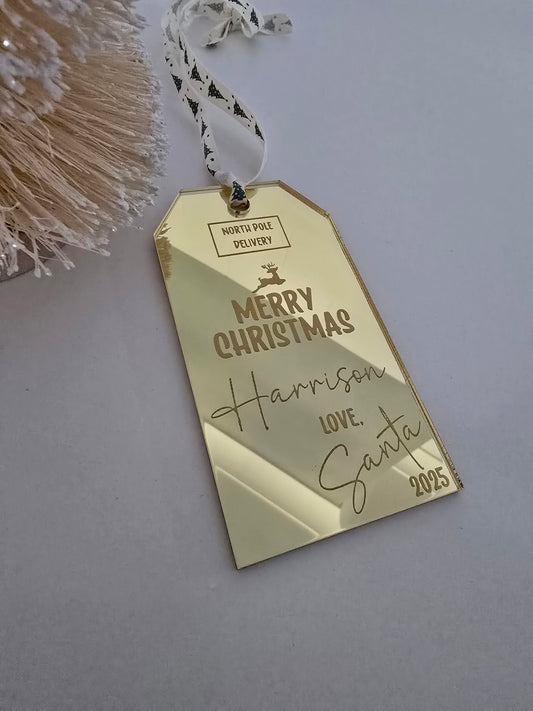 NORTH POLE
DELIVERY
MERRY
CHRISTMAS
Harrison
LOVE,
Santa
2025